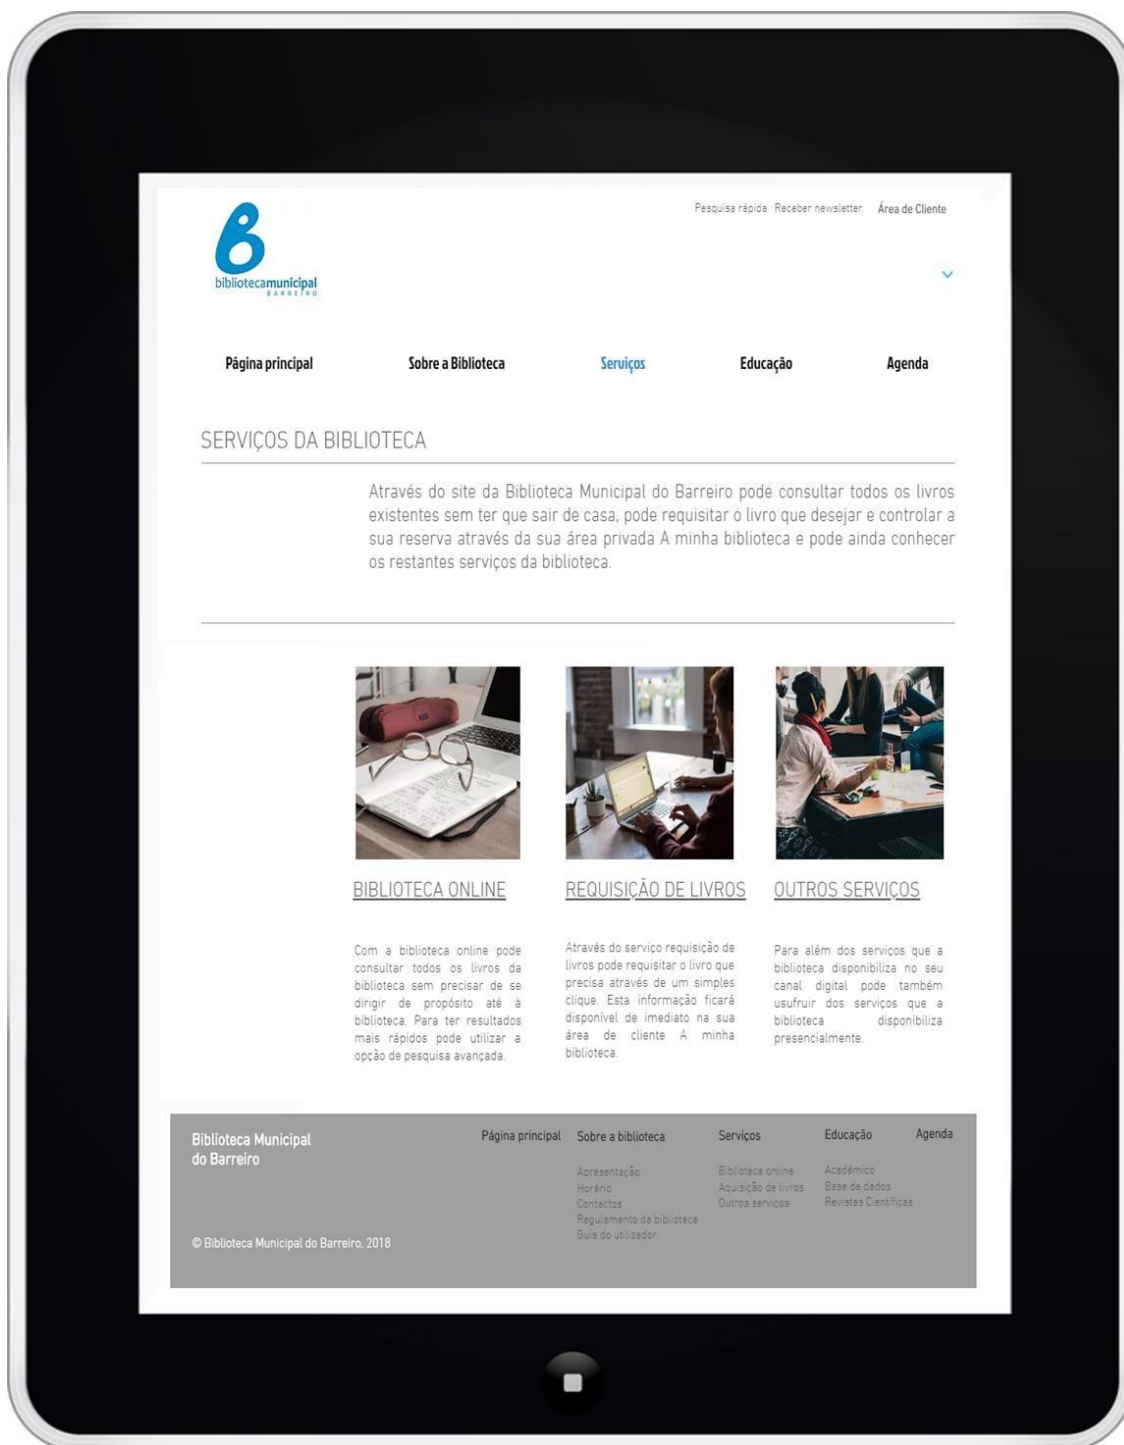 Pesquisa rápida Receber newsletter Área de Cliente
bibliotecamunicipal
BARREIRO
Página principal Sobre a Biblioteca Serviços Educação Agenda
SERVIÇOS DA BIBLIOTECA
Através do site da Biblioteca Municipal do Barreiro pode consultar todos os livros
existentes sem ter que sair de casa, pode requisitar o livro que desejar e controlar a
sua reserva através da sua área privada A minha biblioteca e pode ainda conhecer
os restantes serviços da biblioteca.
BIBLIOTECA ONLINE
Com a biblioteca online pode
consultar todos os livros da
biblioteca sem precisar de se
dirigir de propósito até à
biblioteca. Para ter resultados
mais rápidos pode utilizar a
opção de pesquisa avançada.
REQUISIÇÃO DE LIVROS
Através do serviço requisição de
livros pode requisitar o livro que
precisa através de um simples
clique. Esta informação ficará
disponível de imediato na sua
área de cliente A minha
biblioteca.
OUTROS SERVIÇOS
Para além dos serviços que a
biblioteca disponibiliza no seu
canal digital pode também
usufruir dos serviços que a
biblioteca disponibiliza
presencialmente.
Biblioteca Municipal
do Barreiro
© Biblioteca Municipal do Barreiro, 2018
Página principal
Sobre a biblioteca
Apresentação
Horário
Contactos
Regulamento da biblioteca
Guia do utilizador
Serviços
Biblioteca online
Aquisição de livros
Outros serviços
Educação
Académico
Base de dados
Revistas Científicas
Agenda